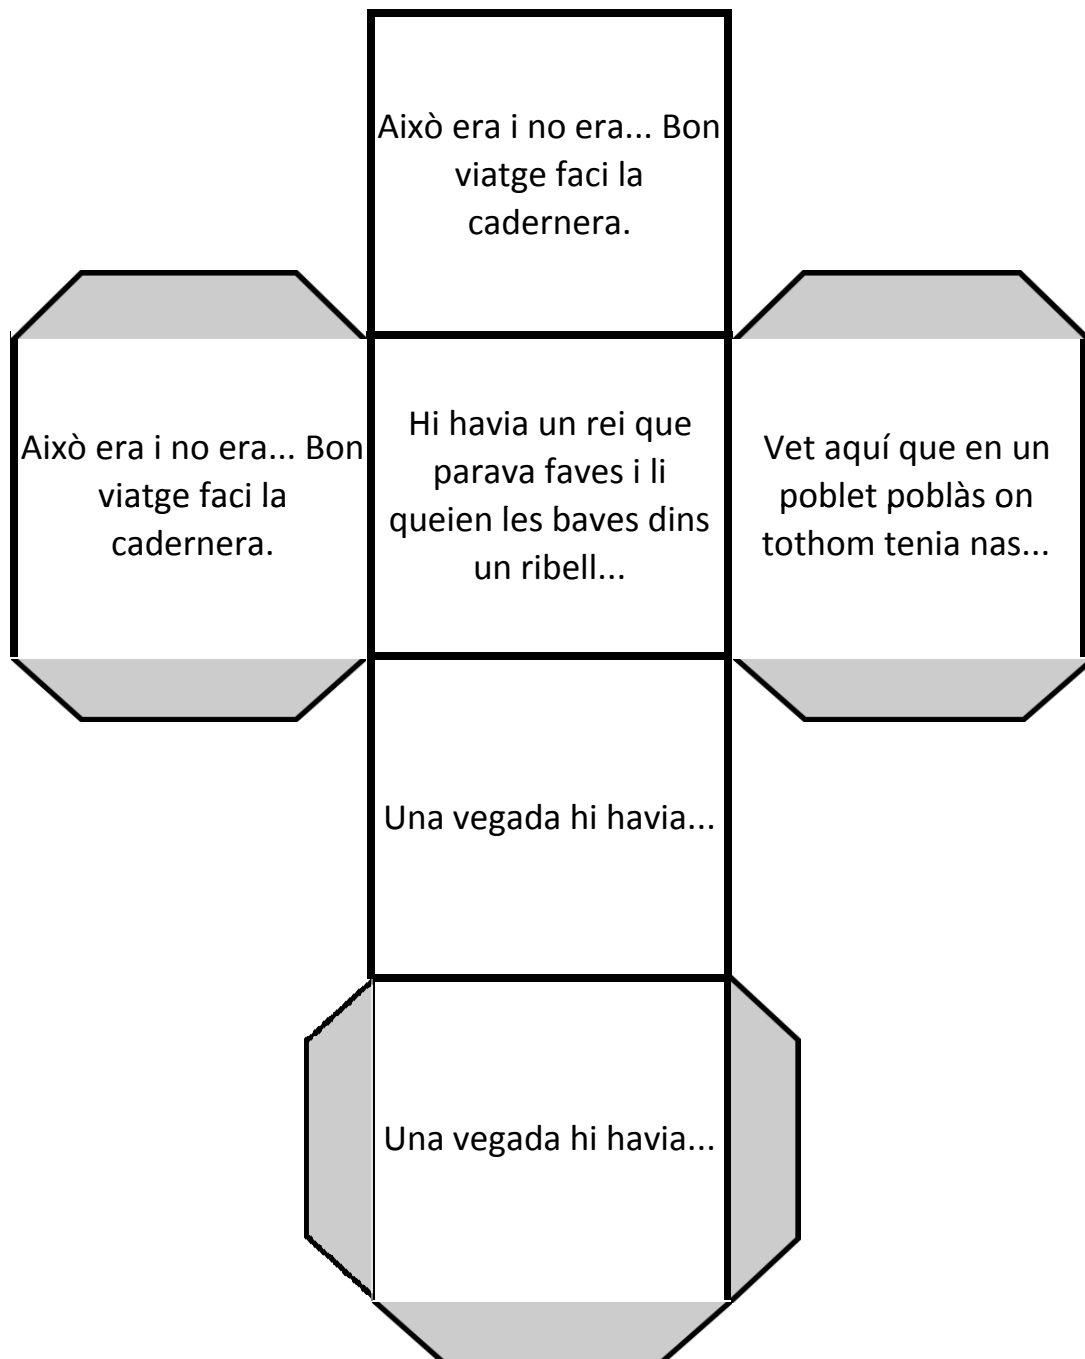 Això era i no era... Bon
viatge faci la
cadernera.
Això era i no era... Bon
viatge faci la
cadernera.
Hi havia un rei que
parava faves i li
queien les baves dins
un ribell...
Vet aquí que en un
poblet poblàs on
tothom tenia nas...
Una vegada hi havia...
Una vegada hi havia...